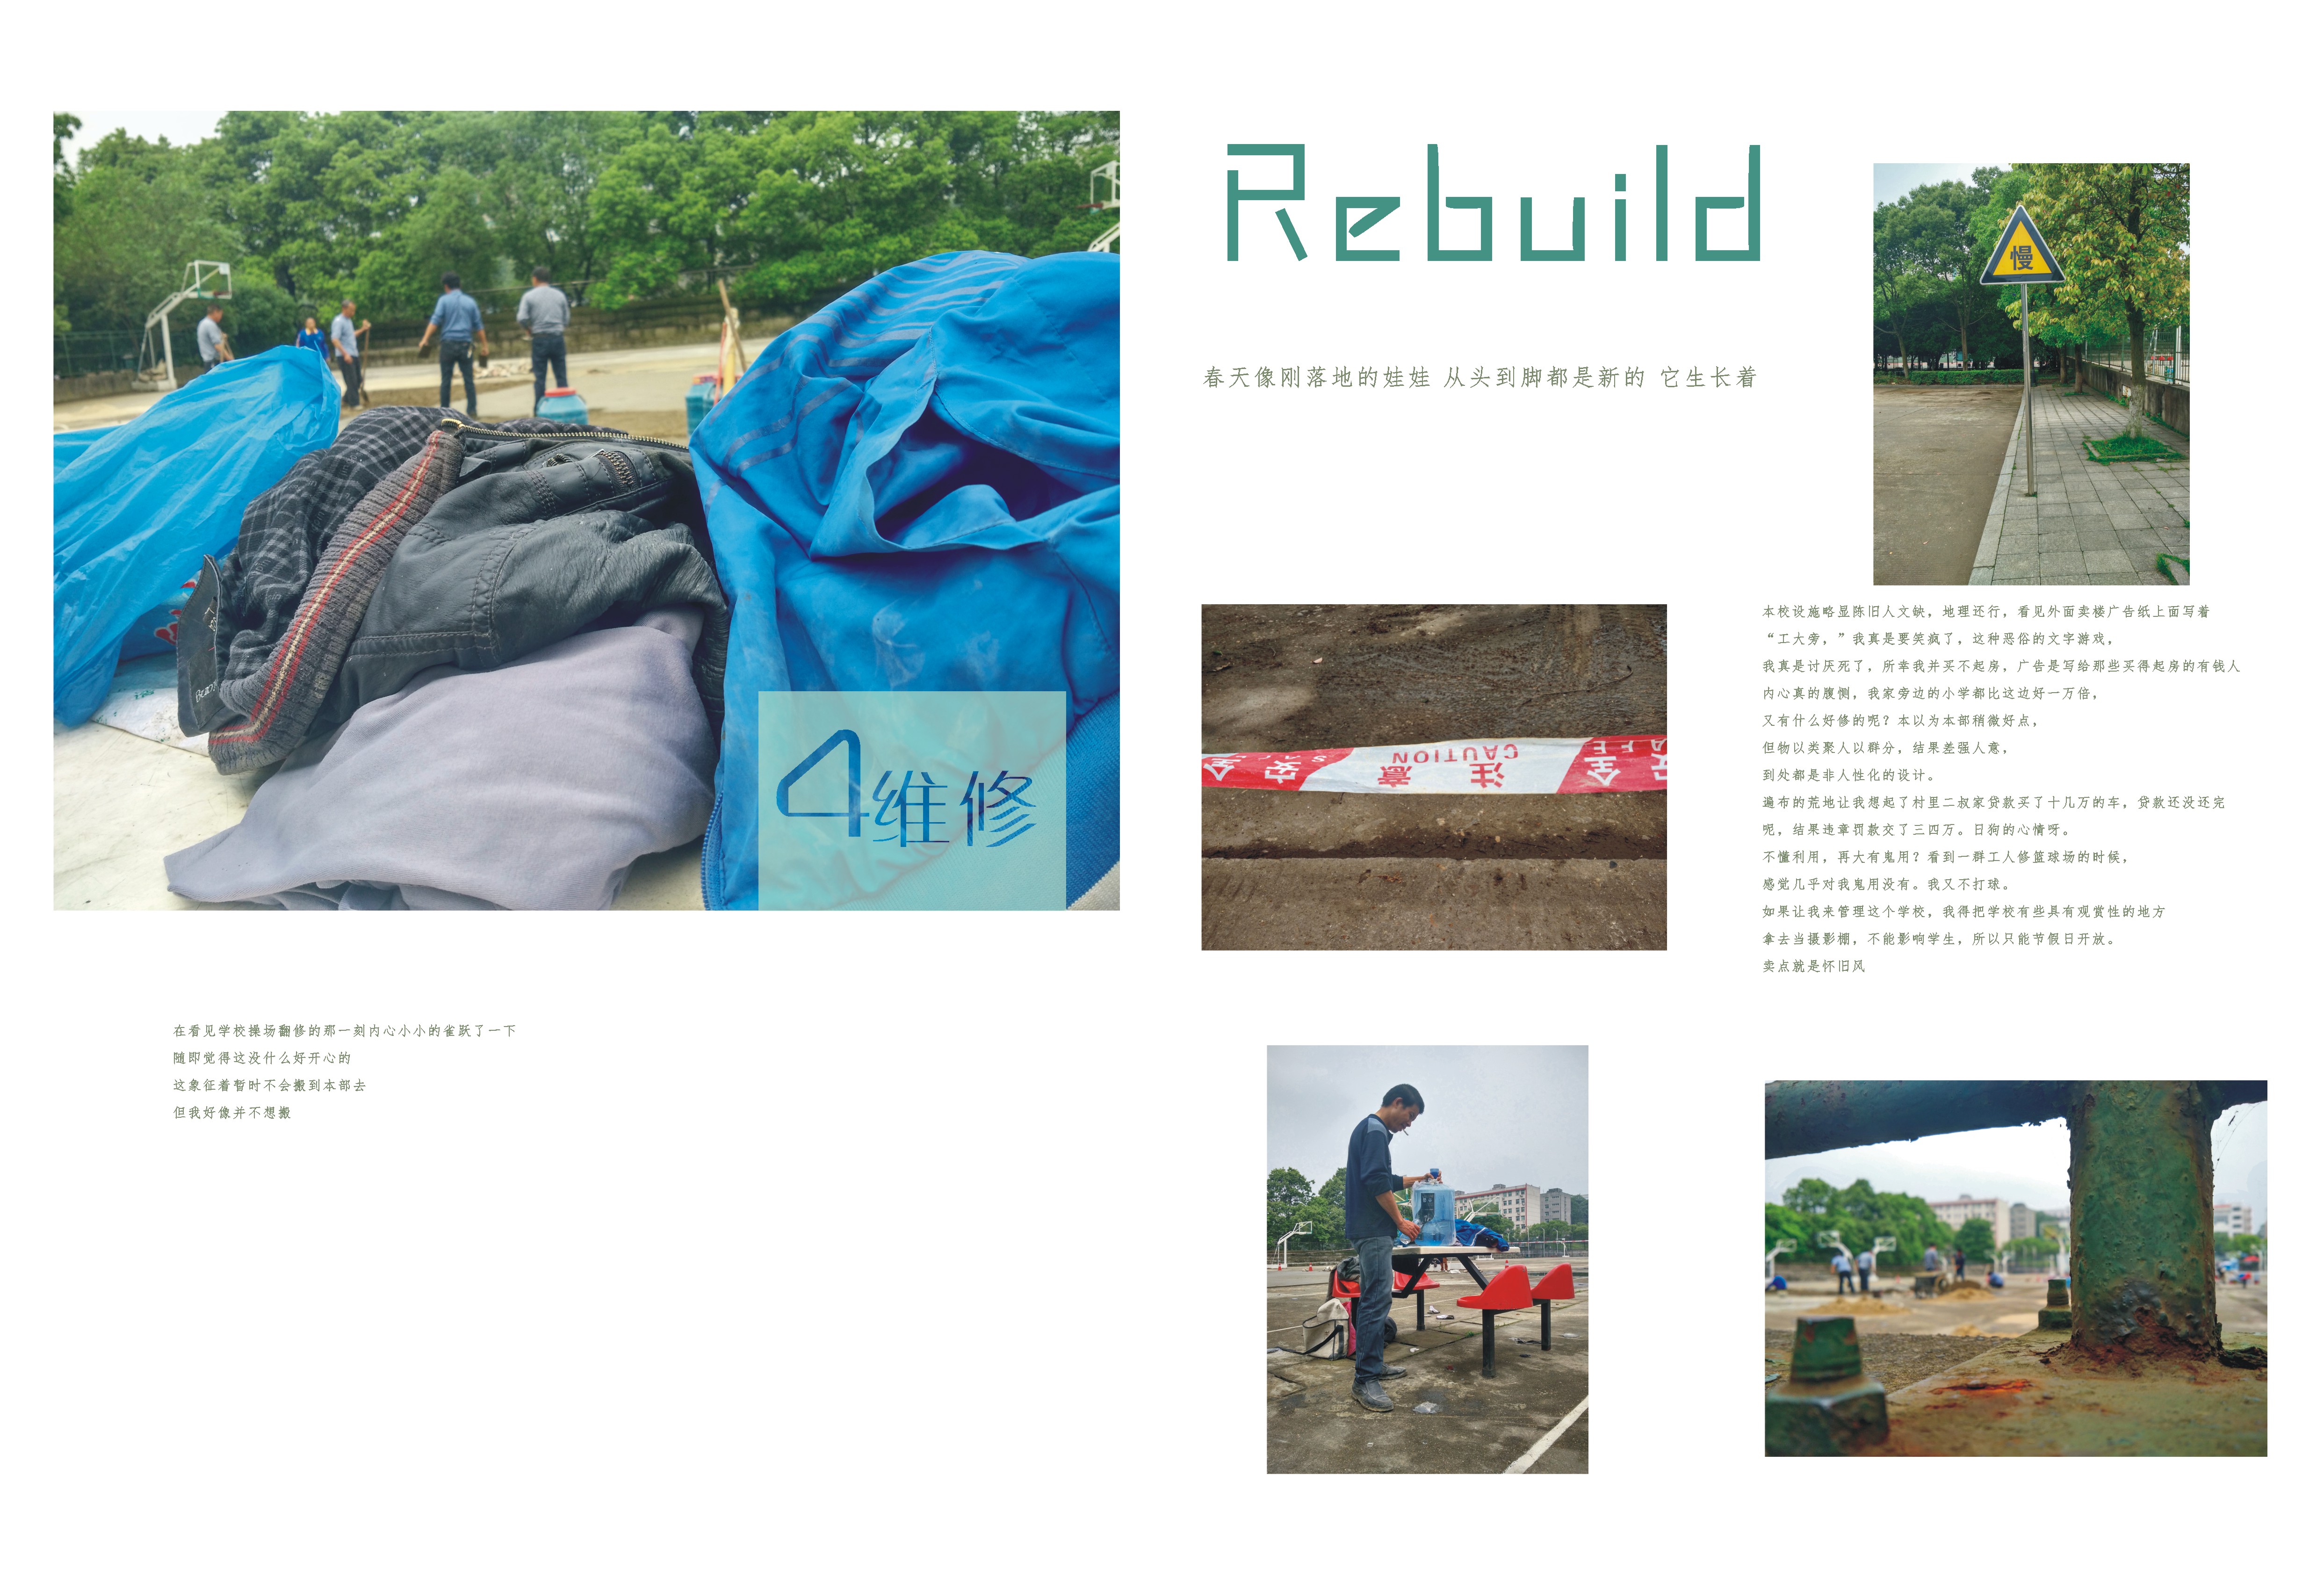 4维修
在看见学校操场翻修的那一刻内心小小的雀跃了一下
随即觉得这没什么好开心的
这象征着暂时不会搬到本部去
但我好像并不想搬
Rebuild
春天像刚落地的娃娃 从头到脚都是新的 它生长着
慢
本校设施略显陈旧人文缺，地理还行，看见外面卖楼广告纸上面写着
“工大旁，”我真是要笑疯了，这种恶俗的文字游戏，
我真是讨厌死了，所幸我并买不起房，广告是写给那些买得起房的有钱人
内心真的腹恻，我家旁边的小学都比这边好一万倍，
又有什么好修的呢？本以为本部稍微好点，
但物以类聚人以群分，结果差强人意，
到处都是非人性化的设计。
遍布的荒地让我想起了村里二叔家贷款买了十几万的车，贷款还没还完
呢，结果违章罚款交了三四万。日狗的心情呀。
不懂利用，再大有鬼用？看到一群工人修篮球场的时候，
感觉几乎对我鬼用没有。我又不打球。
如果让我来管理这个学校，我得把学校有些具有观赏性的地方
拿去当摄影棚，不能影响学生，所以只能节假日开放。
卖点就是怀旧风
注意
CAUTION
安全